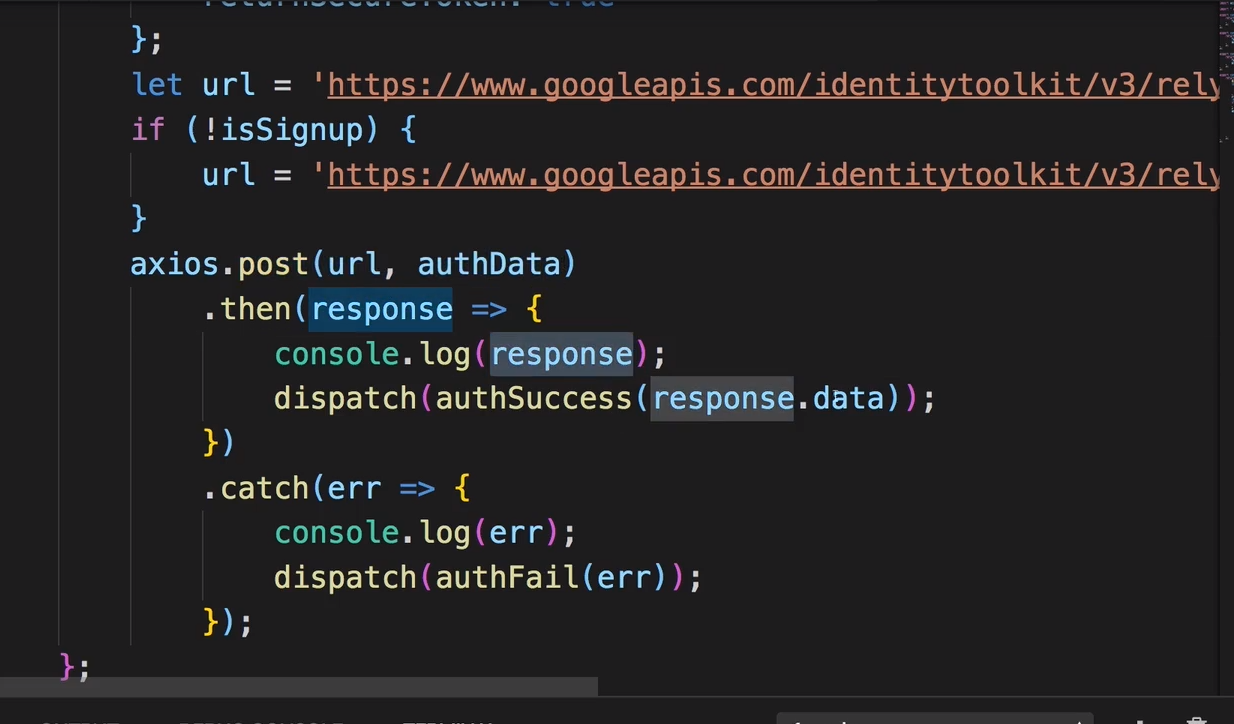 returnSecureToken: true
};
let url = 'https://www.googleapis.com/identitytoolkit/v3/rely
if (!isSignup) {
url = 'https://www.googleapis.com/identitytoolkit/v3/rely
}
axios.post(url, authData)
.then(response => {
console.log(response);
dispatch(authSuccess(response.data));
})
.catch(err => {
console.log(err);
dispatch(authFail(err));
});
};